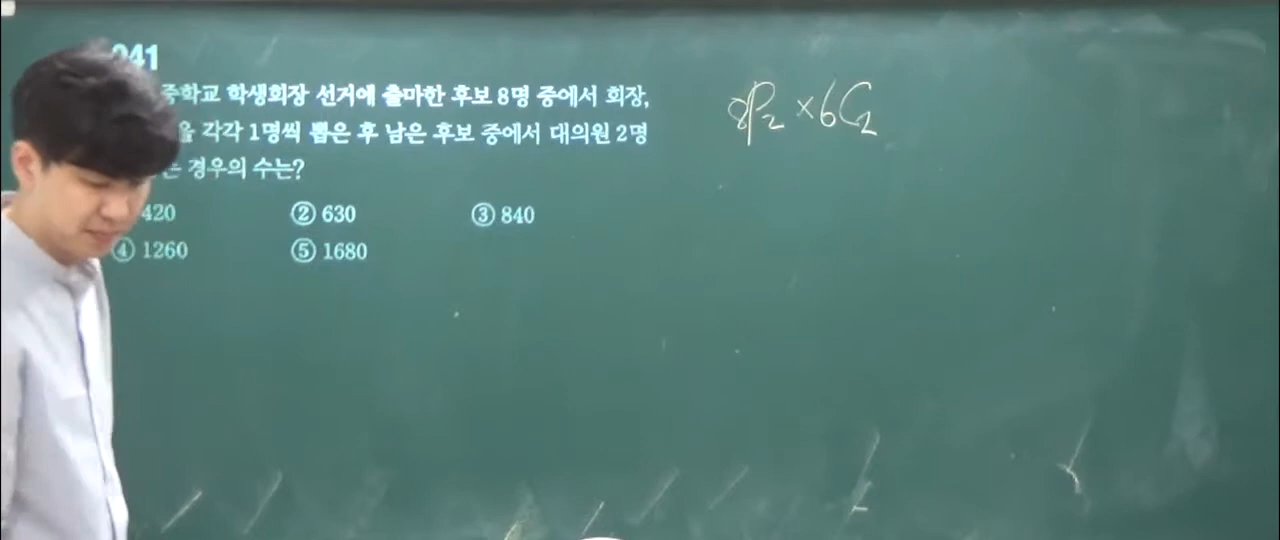 041
중학교 학생회장 선거에 출마한 후보 8명 중에서 회장,
을 각각 1명씩 뽑은 후 남은 후보 중에서 대의원 2명
는 경우의 수는?
420 ② 630 ③ 840
④ 1260 ⑤ 1680
8P2 × 6C2